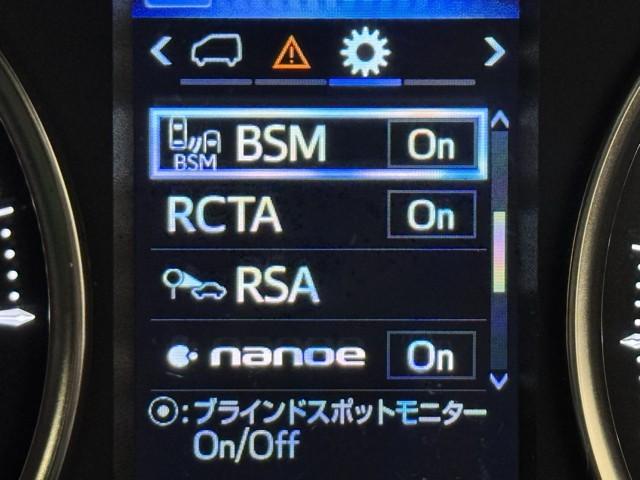 BSM BSM On
RCTA On
RSA
nanoe On
◉:ブラインドスポットモニター
On/Off